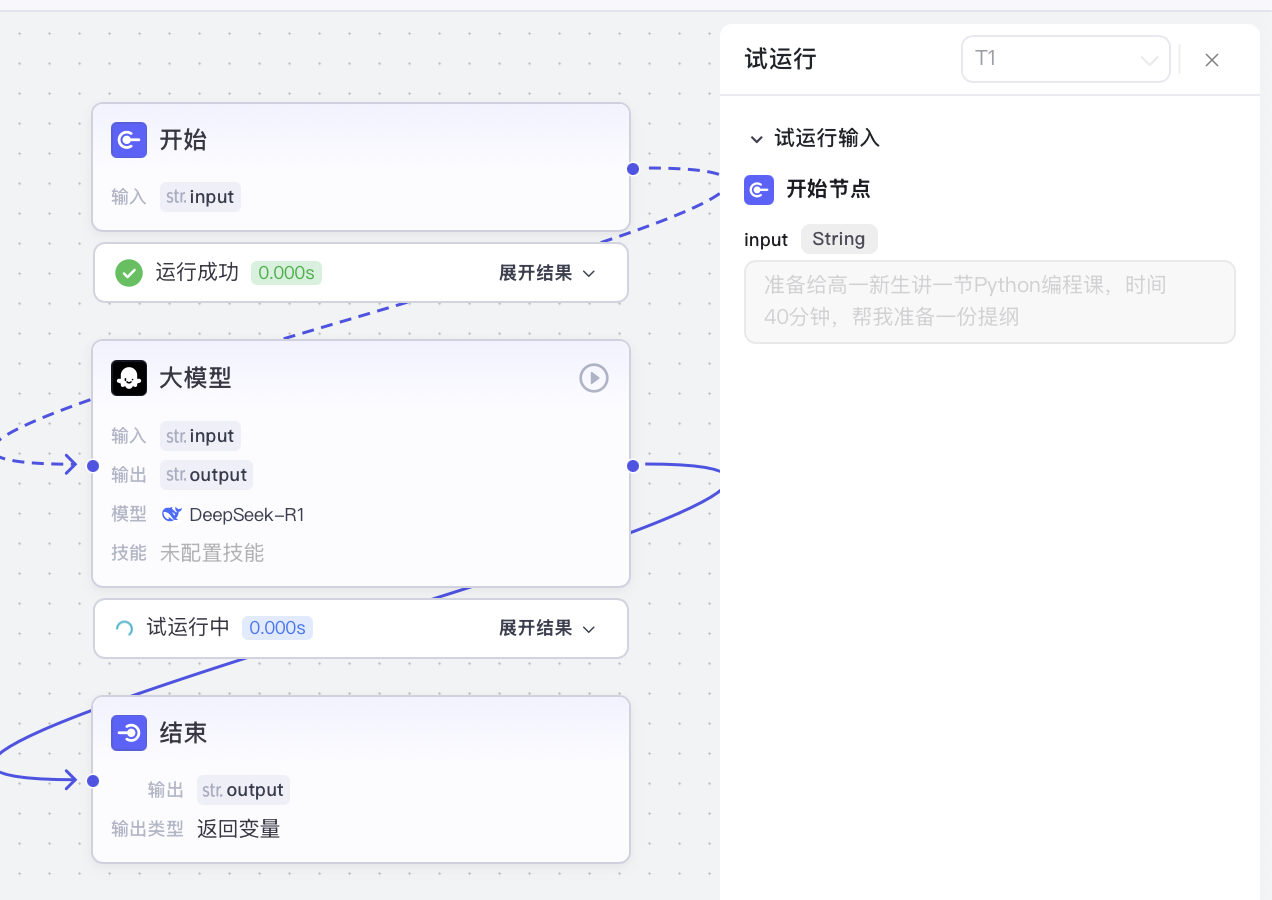 开始
输入 str. input
运行成功 0.000s 展开结果
大模型
输入 str. input
输出 str. output
模型 DeepSeek-R1
技能 未配置技能
试运行中 0.000s 展开结果
结束
输出 str. output
输出类型 返回变量
试运行 T1
试运行输入
开始节点
input String
准备给高一新生讲一节Python编程课，时间
40分钟，帮我准备一份提纲